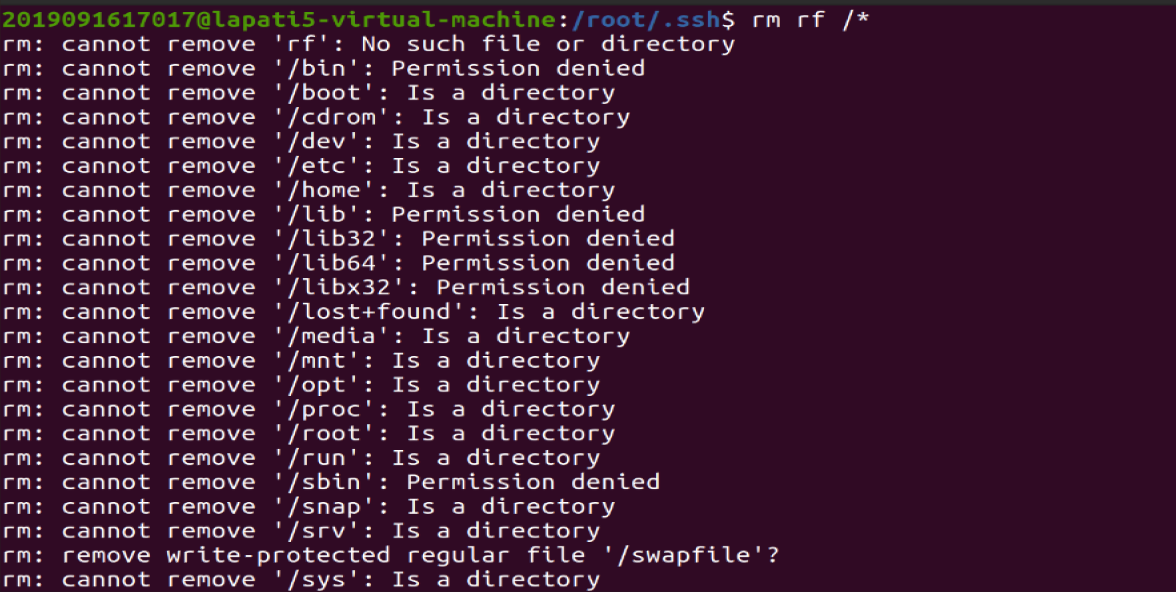 2019091617017@lapati5-virtual-machine:/root/.ssh$ rm rf /*
rm: cannot remove 'rf': No such file or directory
rm: cannot remove '/bin': Permission denied
rm: cannot remove '/boot': Is a directory
rm: cannot remove '/cdrom': Is a directory
rm: cannot remove '/dev': Is a directory
rm: cannot remove '/etc': Is a directory
rm: cannot remove '/home': Is a directory
rm: cannot remove '/lib': Permission denied
rm: cannot remove '/lib32': Permission denied
rm: cannot remove '/lib64': Permission denied
rm: cannot remove '/libx32': Permission denied
rm: cannot remove '/lost+found': Is a directory
rm: cannot remove '/media': Is a directory
rm: cannot remove '/mnt': Is a directory
rm: cannot remove '/opt': Is a directory
rm: cannot remove '/proc': Is a directory
rm: cannot remove '/root': Is a directory
rm: cannot remove '/run': Is a directory
rm: cannot remove '/sbin': Permission denied
rm: cannot remove '/snap': Is a directory
rm: cannot remove '/srv': Is a directory
rm: remove write-protected regular file '/swapfile'?
rm: cannot remove '/sys': Is a directory